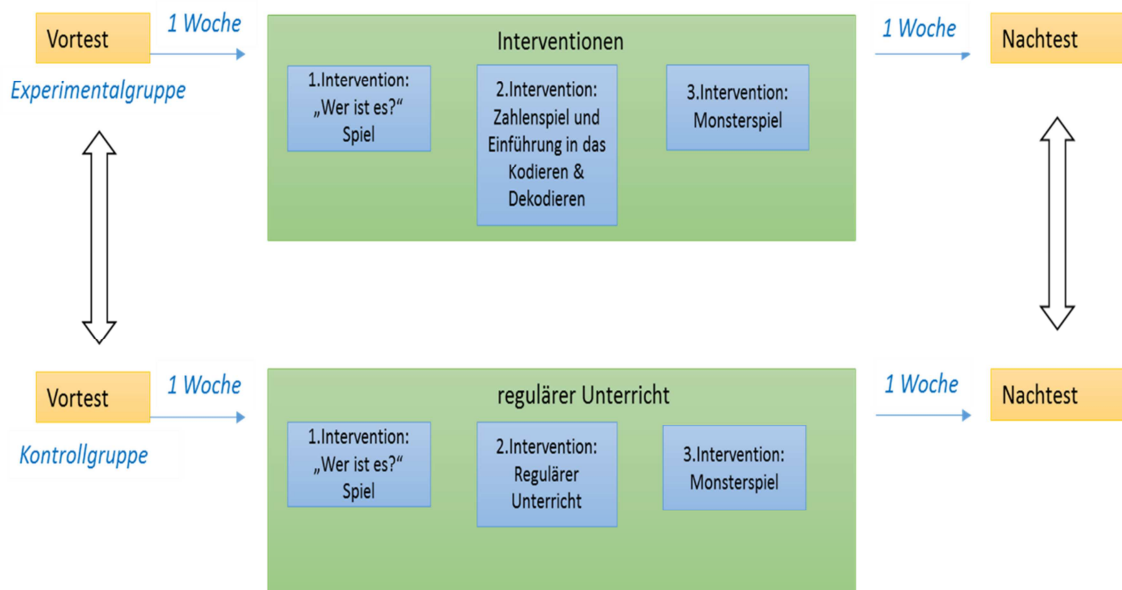 Vortest
1 Woche
Experimentalgruppe
Interventionen
1.Intervention:
„Wer ist es?“
Spiel
2.Intervention:
Zahlenspiel und
Einführung in das
Kodieren &
Dekodieren
3.Intervention:
Monsterspiel
1 Woche
Nachtest
Vortest
1 Woche
Kontrollgruppe
regulärer Unterricht
1.Intervention:
„Wer ist es?“
Spiel
2.Intervention:
Regulärer
Unterricht
3.Intervention:
Monsterspiel
1 Woche
Nachtest